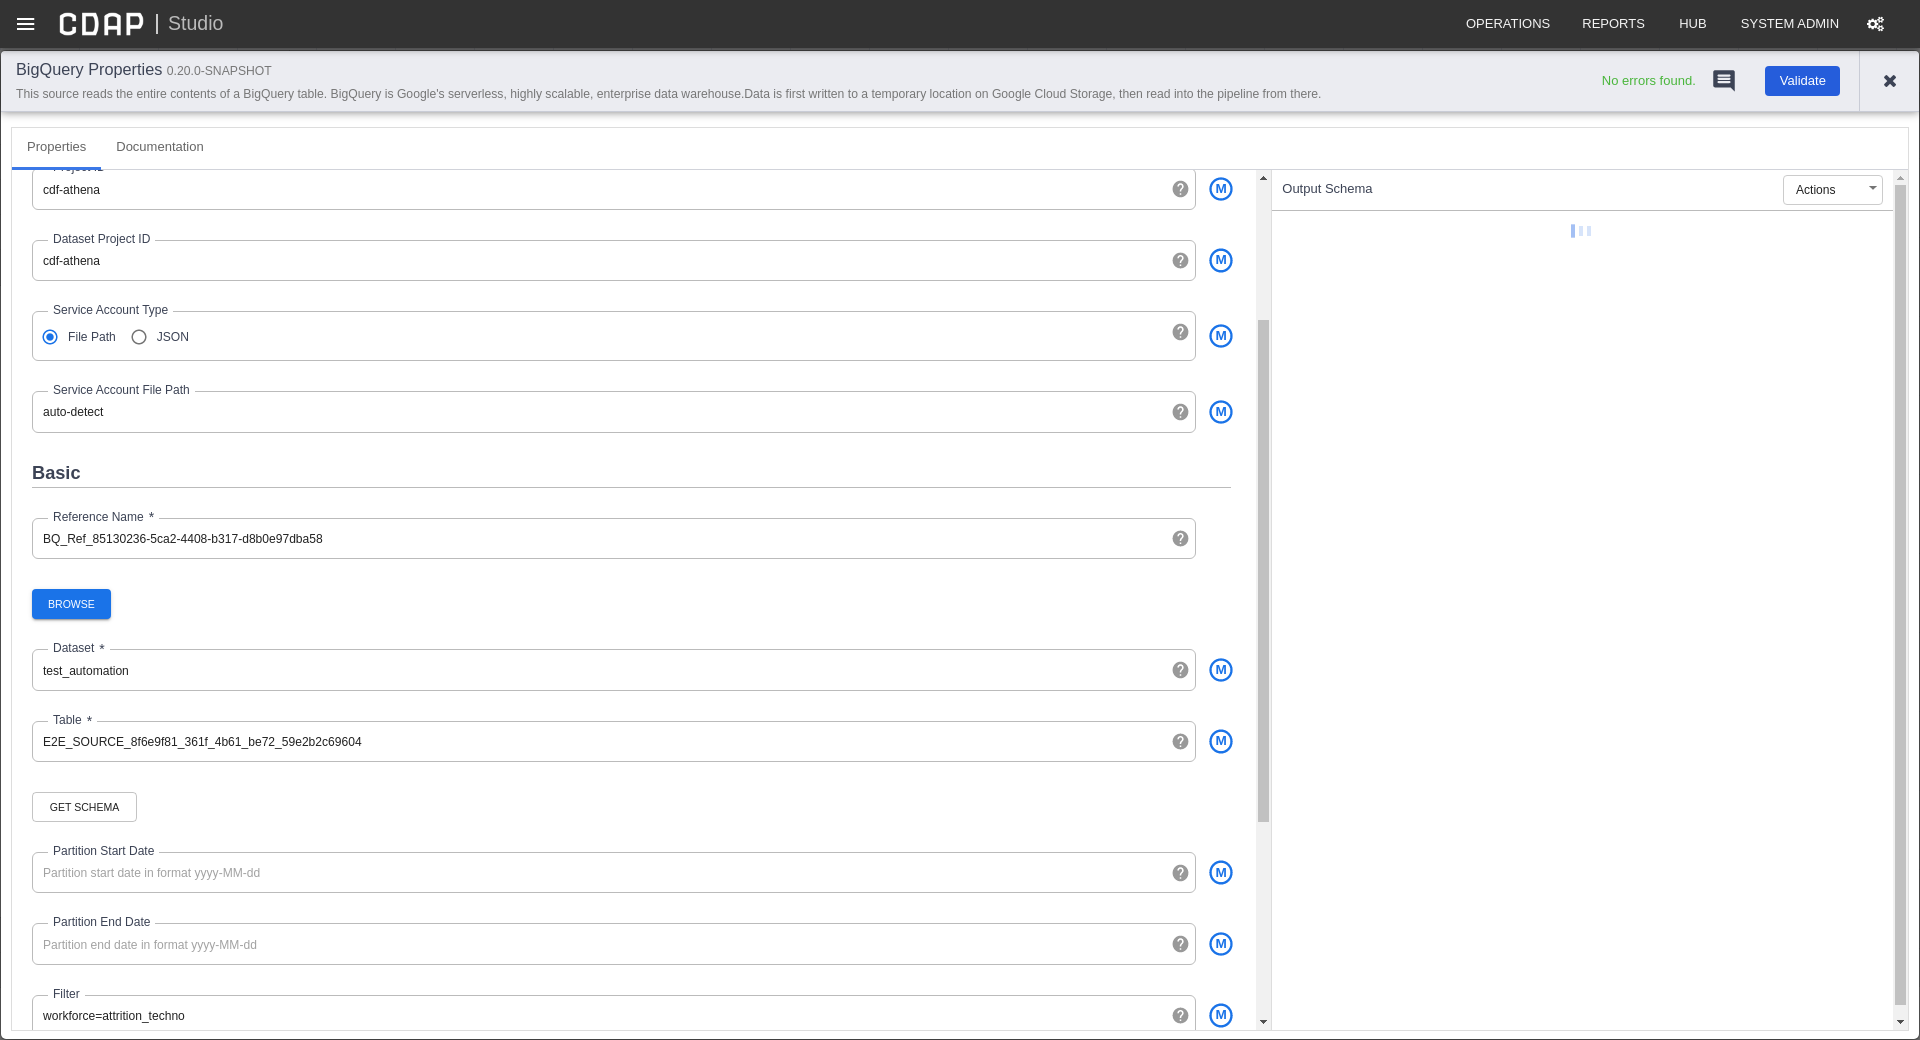 CDAP | Studio
OPERATIONS REPORTS HUB SYSTEM ADMIN
BigQuery Properties 0.20.0-SNAPSHOT
This source reads the entire contents of a BigQuery table. BigQuery is Google's serverless, highly scalable, enterprise data warehouse.Data is first written to a temporary location on Google Cloud Storage, then read into the pipeline from there.
No errors found.
Validate
Properties Documentation
Project ID
cdf-athena
? M
Dataset Project ID
cdf-athena
? M
Service Account Type
File Path JSON
? M
Service Account File Path
auto-detect
? M
Basic
Reference Name *
BQ_Ref_85130236-5ca2-4408-b317-d8b0e97dba58
?
BROWSE
Dataset *
test_automation
? M
Table *
E2E_SOURCE_8f6e9f81_361f_4b61_be72_59e2b2c69604
? M
GET SCHEMA
Partition Start Date
Partition start date in format yyyy-MM-dd
? M
Partition End Date
Partition end date in format yyyy-MM-dd
? M
Filter
workforce=attrition_techno
? M
Output Schema
Actions